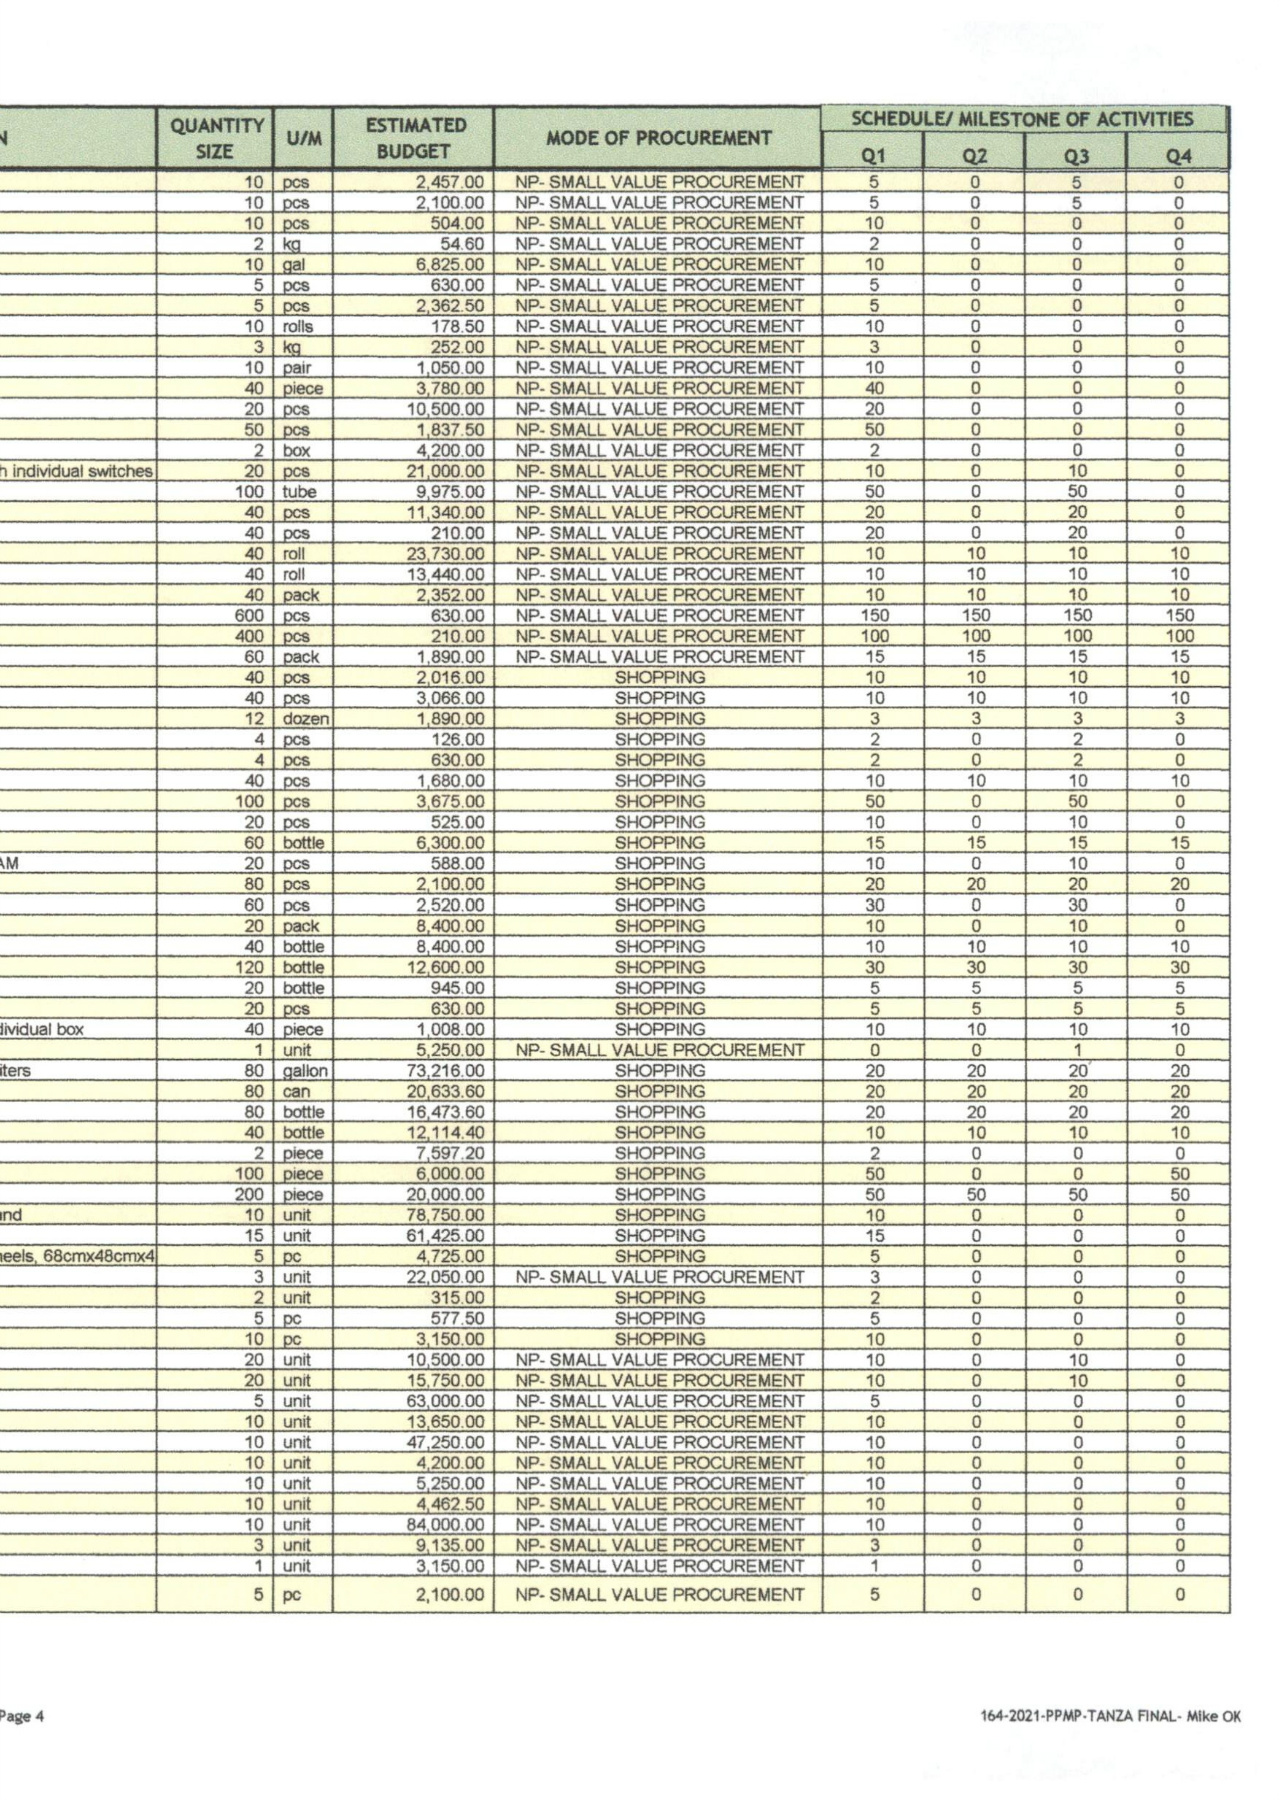 N QUANTITY SIZE U/M ESTIMATED BUDGET MODE OF PROCUREMENT SCHEDULE/ MILESTONE OF ACTIVITIES
Q1 Q2 Q3 Q4
10 pcs 2,457.00 NP- SMALL VALUE PROCUREMENT 5 0 5 0
10 pcs 2,100.00 NP- SMALL VALUE PROCUREMENT 5 0 5 0
10 pcs 504.00 NP- SMALL VALUE PROCUREMENT 10 0 0 0
2 kg 54.60 NP- SMALL VALUE PROCUREMENT 2 0 0 0
10 gal 6,825.00 NP- SMALL VALUE PROCUREMENT 10 0 0 0
5 pcs 630.00 NP- SMALL VALUE PROCUREMENT 5 0 0 0
5 pcs 2,362.50 NP- SMALL VALUE PROCUREMENT 5 0 0 0
10 rolls 178.50 NP- SMALL VALUE PROCUREMENT 10 0 0 0
3 kg 252.00 NP- SMALL VALUE PROCUREMENT 3 0 0 0
10 pair 1,050.00 NP- SMALL VALUE PROCUREMENT 10 0 0 0
40 piece 3,780.00 NP- SMALL VALUE PROCUREMENT 40 0 0 0
20 pcs 10,500.00 NP- SMALL VALUE PROCUREMENT 20 0 0 0
50 pcs 1,837.50 NP- SMALL VALUE PROCUREMENT 50 0 0 0
2 box 4,200.00 NP- SMALL VALUE PROCUREMENT 2 0 0 0
h individual switches 20 pcs 21,000.00 NP- SMALL VALUE PROCUREMENT 10 0 10 0
100 tube 9,975.00 NP- SMALL VALUE PROCUREMENT 50 0 50 0
40 pcs 11,340.00 NP- SMALL VALUE PROCUREMENT 20 0 20 0
40 pcs 210.00 NP- SMALL VALUE PROCUREMENT 20 0 20 0
40 roll 23,730.00 NP- SMALL VALUE PROCUREMENT 10 10 10 10
40 roll 13,440.00 NP- SMALL VALUE PROCUREMENT 10 10 10 10
40 pack 2,352.00 NP- SMALL VALUE PROCUREMENT 10 10 10 10
600 pcs 630.00 NP- SMALL VALUE PROCUREMENT 150 150 150 150
400 pcs 210.00 NP- SMALL VALUE PROCUREMENT 100 100 100 100
60 pack 1,890.00 NP- SMALL VALUE PROCUREMENT 15 15 15 15
40 pcs 2,016.00 SHOPPING 10 10 10 10
40 pcs 3,066.00 SHOPPING 10 10 10 10
12 dozen 1,890.00 SHOPPING 3 3 3 3
4 pcs 126.00 SHOPPING 2 0 2 0
4 pcs 630.00 SHOPPING 2 0 2 0
40 pcs 1,680.00 SHOPPING 10 10 10 10
100 pcs 3,675.00 SHOPPING 50 0 50 0
20 pcs 525.00 SHOPPING 10 0 10 0
60 bottle 6,300.00 SHOPPING 15 15 15 15
AM 20 pcs 588.00 SHOPPING 10 0 10 0
80 pcs 2,100.00 SHOPPING 20 20 20 20
60 pcs 2,520.00 SHOPPING 30 0 30 0
20 pack 8,400.00 SHOPPING 10 0 10 0
40 bottle 8,400.00 SHOPPING 10 10 10 10
120 bottle 12,600.00 SHOPPING 30 30 30 30
20 bottle 945.00 SHOPPING 5 5 5 5
20 pcs 630.00 SHOPPING 5 5 5 5
dividual box 40 piece 1,008.00 SHOPPING 10 10 10 10
1 unit 5,250.00 NP- SMALL VALUE PROCUREMENT 0 0 1 0
iters 80 gallon 73,216.00 SHOPPING 20 20 20 20
80 can 20,633.60 SHOPPING 20 20 20 20
80 bottle 16,473.60 SHOPPING 20 20 20 20
40 bottle 12,114.40 SHOPPING 10 10 10 10
2 piece 7,597.20 SHOPPING 2 0 0 0
100 piece 6,000.00 SHOPPING 50 0 0 50
200 piece 20,000.00 SHOPPING 50 50 50 50
and 10 unit 78,750.00 SHOPPING 10 0 0 0
15 unit 61,425.00 SHOPPING 15 0 0 0
heels, 68cmx48cmx4 5 pc 4,725.00 SHOPPING 5 0 0 0
3 unit 22,050.00 NP- SMALL VALUE PROCUREMENT 3 0 0 0
2 unit 315.00 SHOPPING 2 0 0 0
5 pc 577.50 SHOPPING 5 0 0 0
10 pc 3,150.00 SHOPPING 10 0 0 0
20 unit 10,500.00 NP- SMALL VALUE PROCUREMENT 10 0 10 0
20 unit 15,750.00 NP- SMALL VALUE PROCUREMENT 10 0 10 0
5 unit 63,000.00 NP- SMALL VALUE PROCUREMENT 5 0 0 0
10 unit 13,650.00 NP- SMALL VALUE PROCUREMENT 10 0 0 0
10 unit 47,250.00 NP- SMALL VALUE PROCUREMENT 10 0 0 0
10 unit 4,200.00 NP- SMALL VALUE PROCUREMENT 10 0 0 0
10 unit 5,250.00 NP- SMALL VALUE PROCUREMENT 10 0 0 0
10 unit 4,462.50 NP- SMALL VALUE PROCUREMENT 10 0 0 0
10 unit 84,000.00 NP- SMALL VALUE PROCUREMENT 10 0 0 0
3 unit 9,135.00 NP- SMALL VALUE PROCUREMENT 3 0 0 0
1 unit 3,150.00 NP- SMALL VALUE PROCUREMENT 1 0 0 0
5 pc 2,100.00 NP- SMALL VALUE PROCUREMENT 5 0 0 0
Page 4 164-2021-PPMP-TANZA FINAL- Mike OK